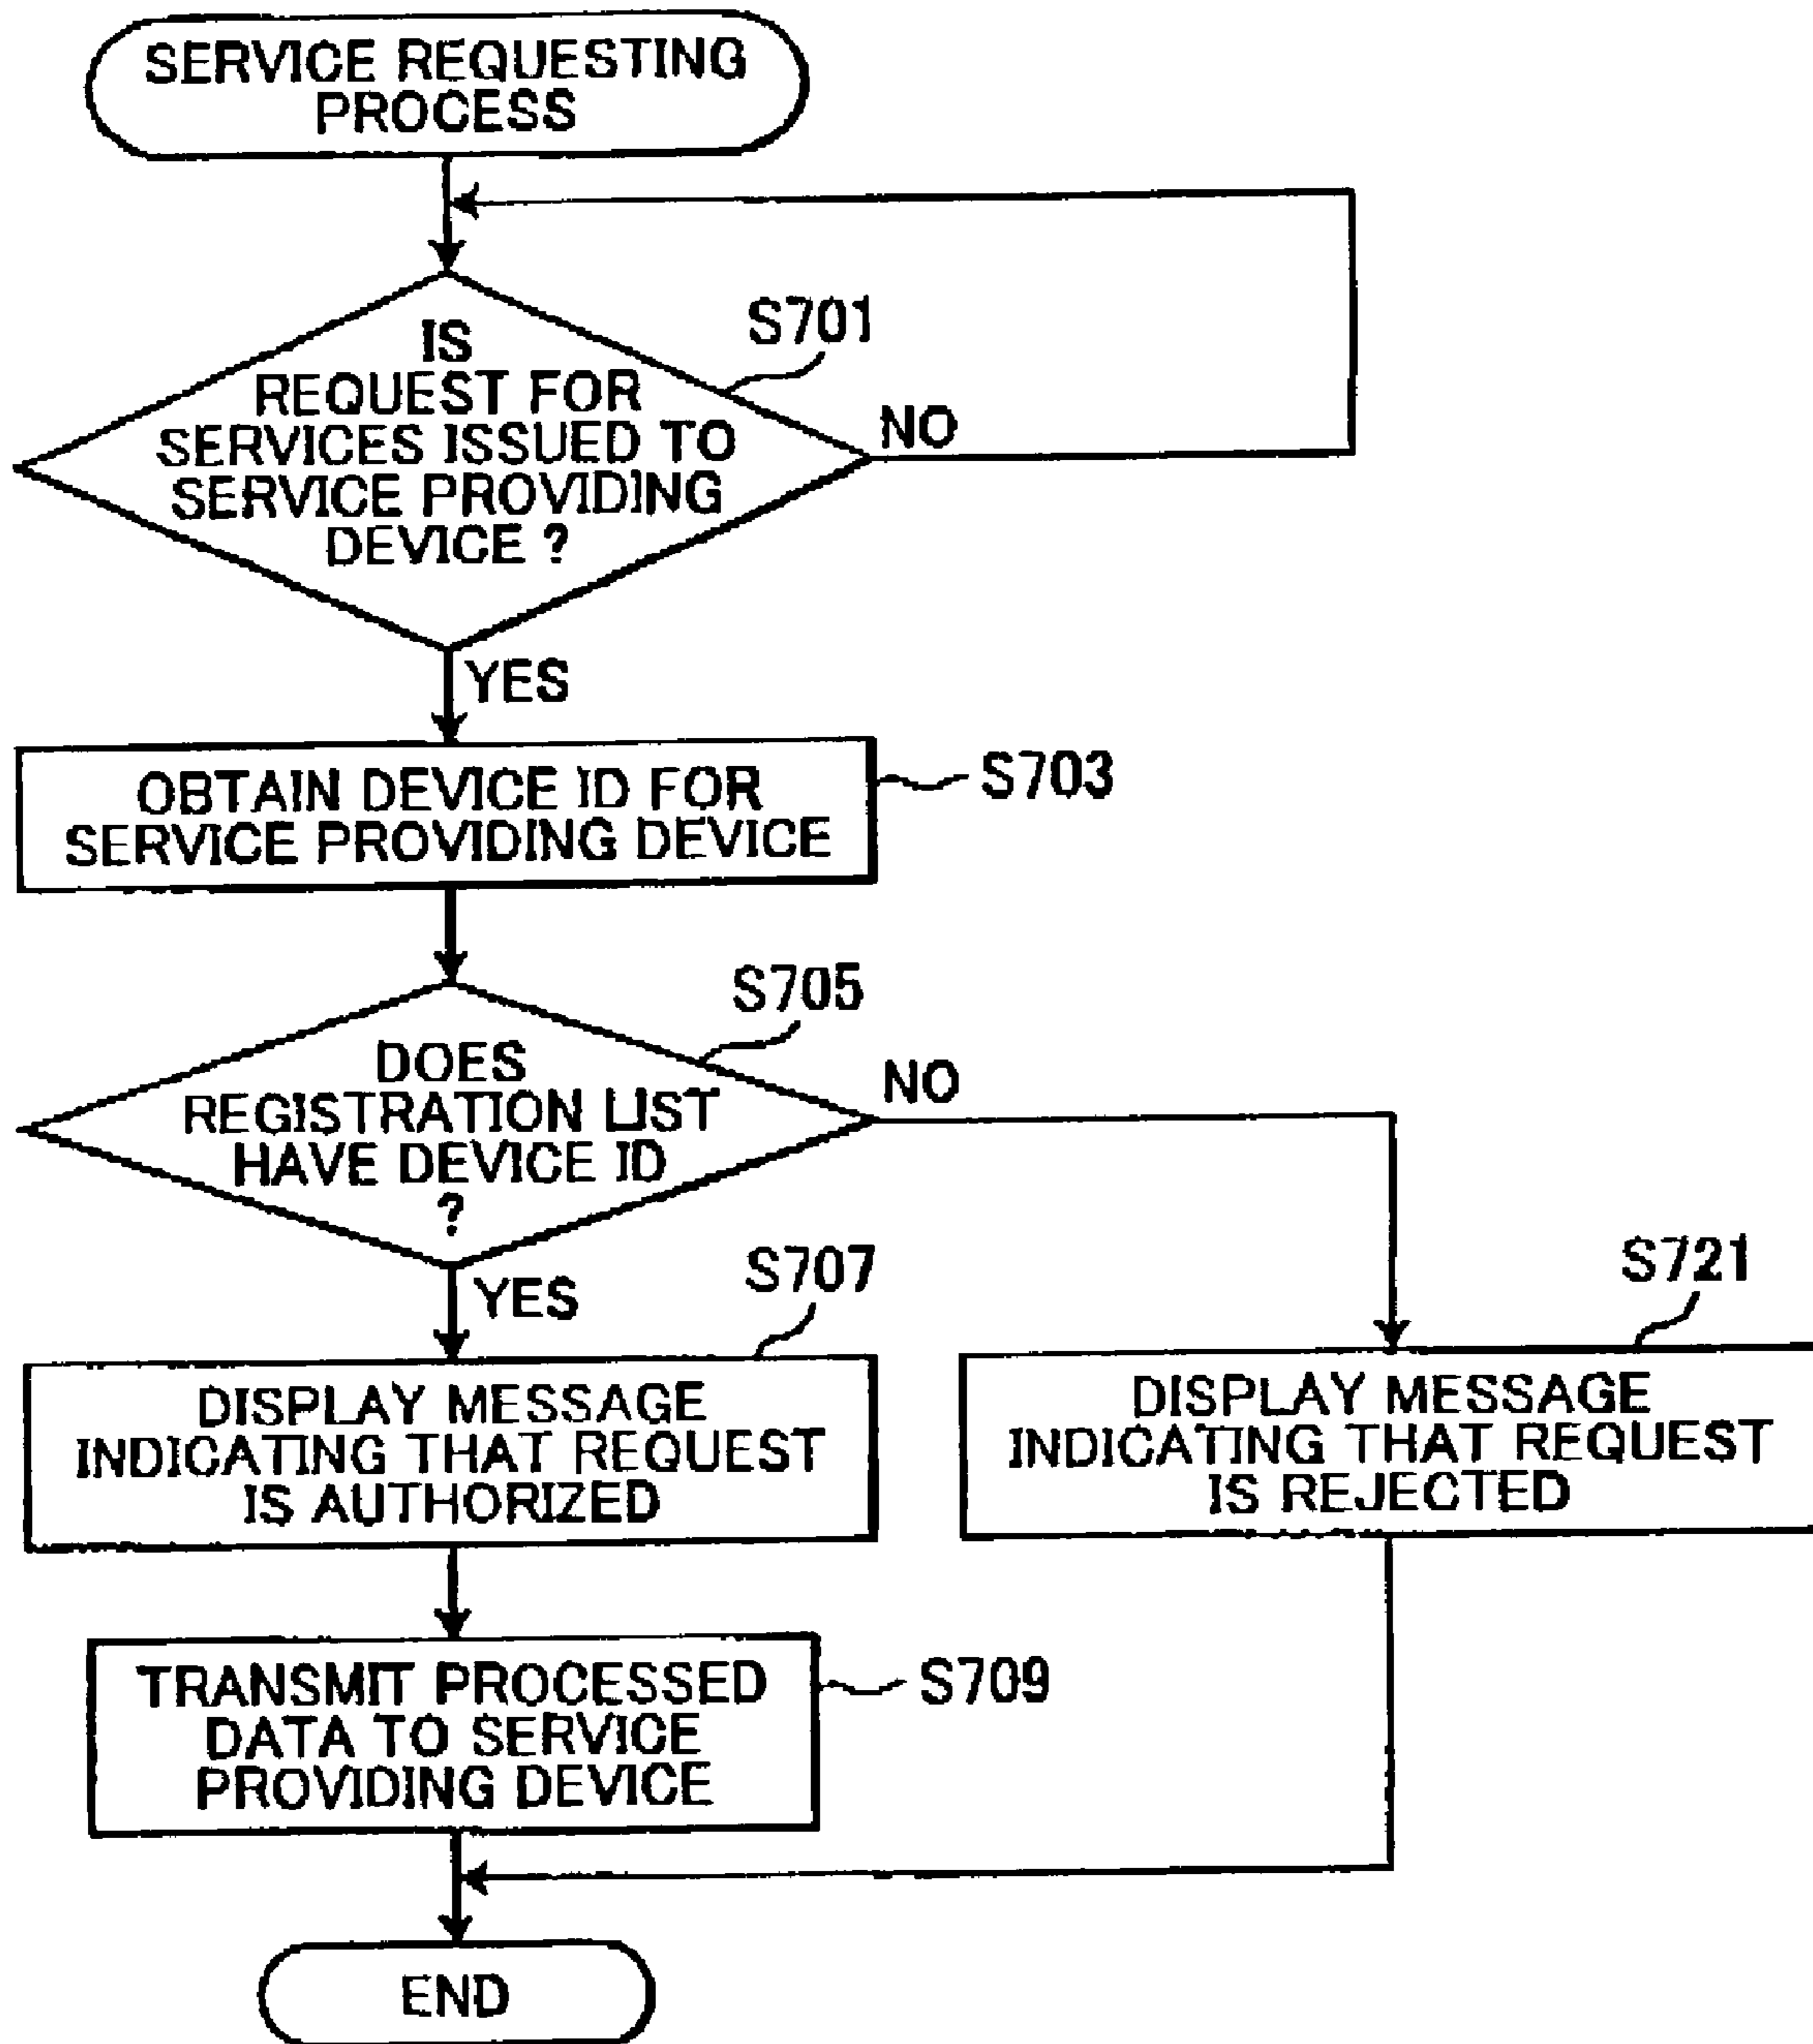 SERVICE REQUESTING
PROCESS
S701
IS
REQUEST FOR
SERVICES ISSUED TO
SERVICE PROVIDING
DEVICE ?
NO
YES
OBTAIN DEVICE ID FOR
SERVICE PROVIDING DEVICE
S703
S705
DOES
REGISTRATION LIST
HAVE DEVICE ID
?
NO
YES
S707
DISPLAY MESSAGE
INDICATING THAT REQUEST
IS AUTHORIZED
S721
DISPLAY MESSAGE
INDICATING THAT REQUEST
IS REJECTED
TRANSMIT PROCESSED
DATA TO SERVICE
PROVIDING DEVICE
S709
END